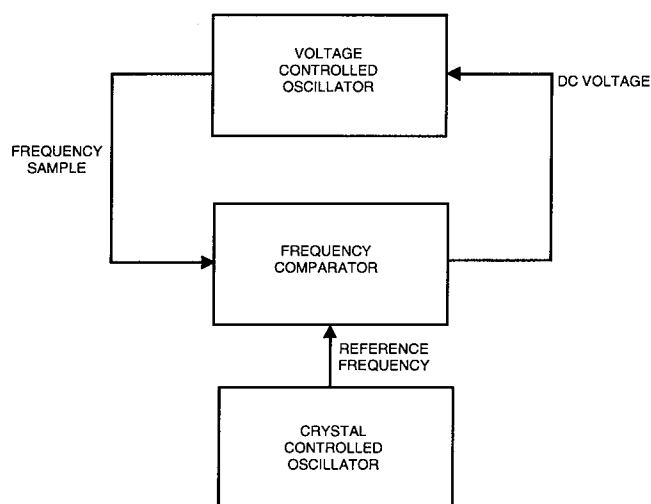 VOLTAGE
CONTROLLED
OSCILLATOR
DC VOLTAGE
FREQUENCY
SAMPLE
FREQUENCY
COMPARATOR
REFERENCE
FREQUENCY
CRYSTAL
CONTROLLED
OSCILLATOR